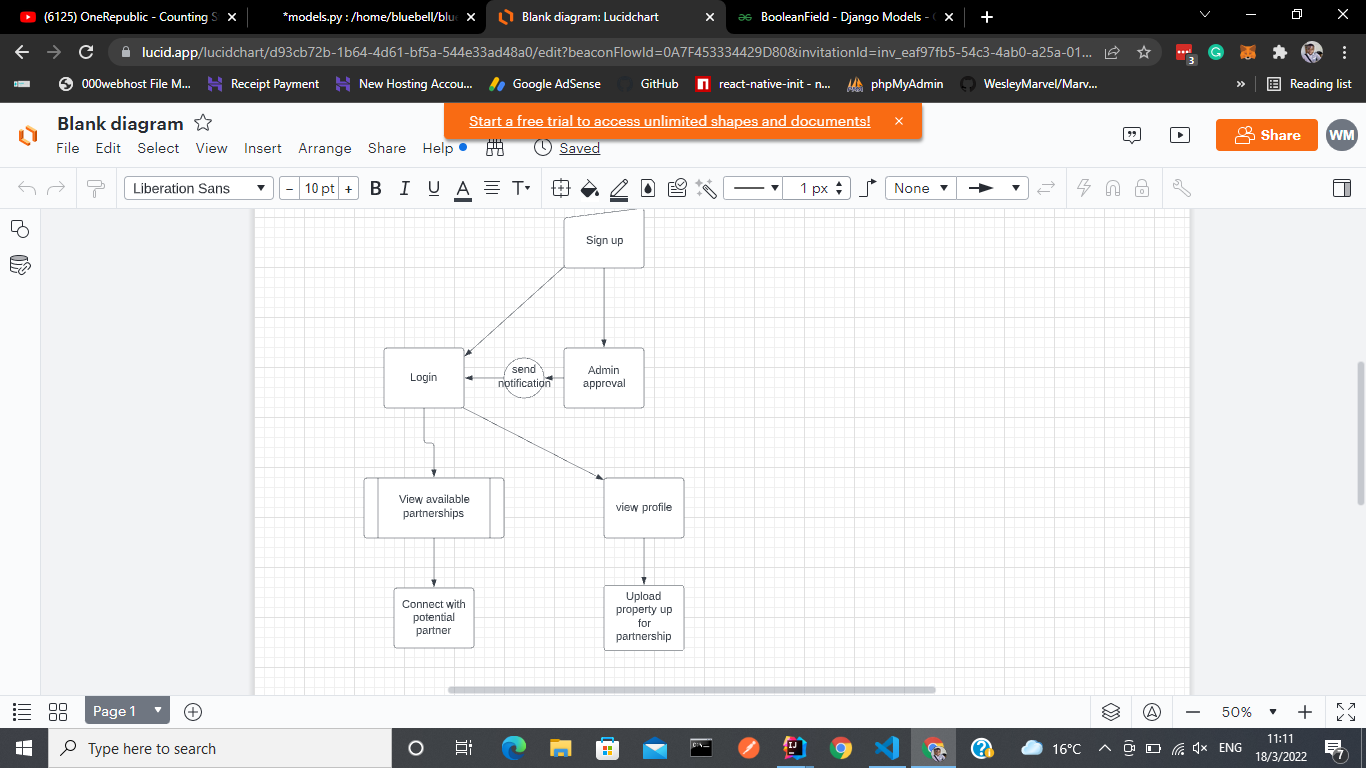 (6125) OneRepublic - Counting S
*models.py : /home/bluebell/blue
Blank diagram: Lucidchart
BooleanField - Django Models -
lucid.app/lucidchart/d93cb72b-1b64-4d61-bf5a-544e33ad48a0/edit?beaconFlowId=0A7F453334429D80&invitationId=inv_eaf97fb5-54c3-4ab0-a25a-01...
3
000webhost File M...
Receipt Payment
New Hosting Accou...
Google AdSense
GitHub
react-native-init - n...
phpMyAdmin
WesleyMarvel/Marv...
»
Reading list
Blank diagram
Start a free trial to access unlimited shapes and documents!
Share
WM
File Edit Select View Insert Arrange Share Help
Saved
Liberation Sans
− 10 pt +
B I U A T
1 px
None
Sign up
Login
send
notification
Admin
approval
View available
partnerships
view profile
Connect with
potential
partner
Upload
property up
for
partnership
Page 1
50%
Type here to search
16°C
ENG
11:11
18/3/2022
7